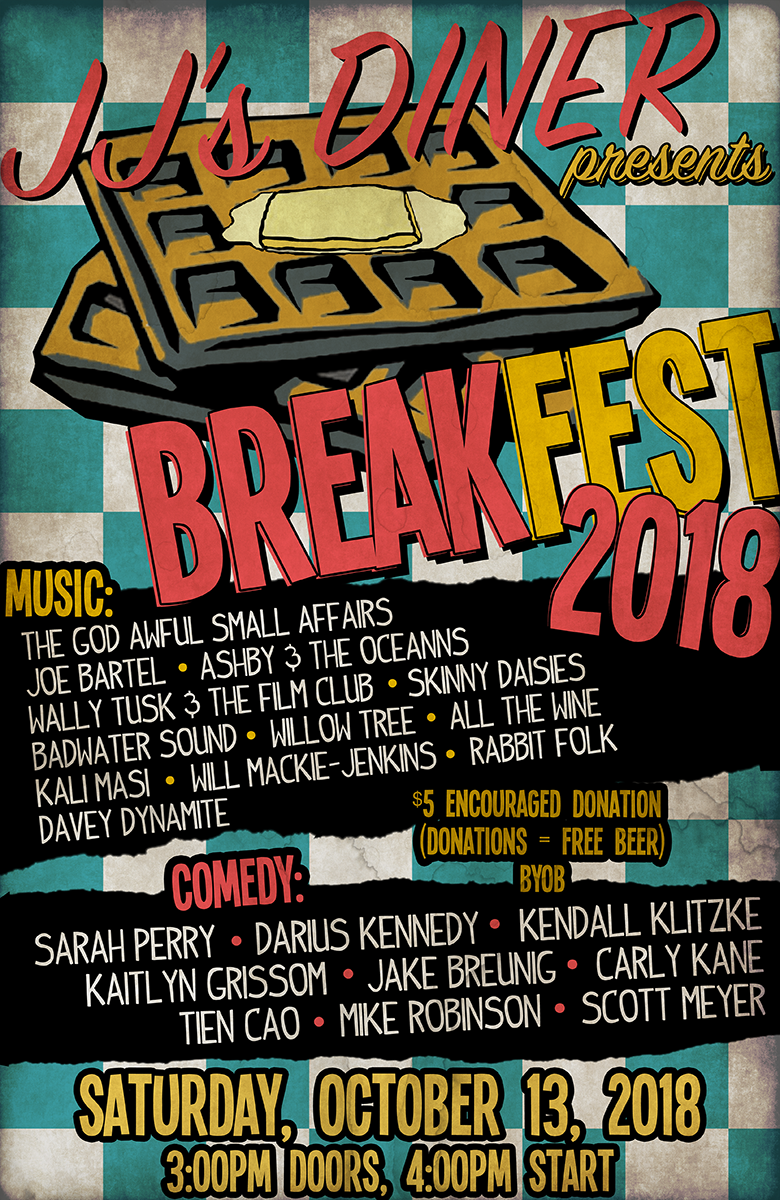 JJ's DINER
presents
BREAKFEST
2018
MUSIC:
THE GOD AWFUL SMALL AFFAIRS
JOE BARTEL • ASHBY & THE OCEANNS
WALLY TUSK & THE FILM CLUB • SKINNY DAISIES
BADWATER SOUND • WILLOW TREE • ALL THE WINE
KALI MASI • WILL MACKIE-JENKINS • RABBIT FOLK
DAVEY DYNAMITE
$5 ENCOURAGED DONATION
(DONATIONS = FREE BEER)
BYOB
COMEDY:
SARAH PERRY • DARIUS KENNEDY • KENDALL KLITZKE
KAITLYN GRISSOM • JAKE BREUNIG • CARLY KANE
TIEN CAO • MIKE ROBINSON • SCOTT MEYER
SATURDAY, OCTOBER 13, 2018
3:00PM DOORS, 4:00PM START